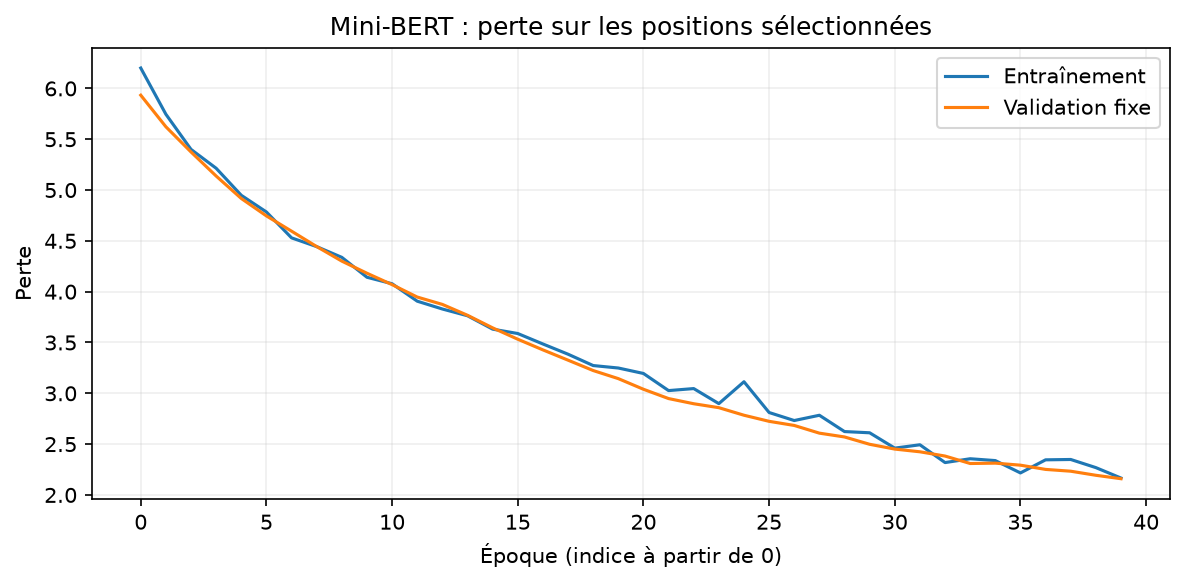 Mini-BERT : perte sur les positions sélectionnées
Entraînement
Validation fixe
Perte
6.0
5.5
5.0
4.5
4.0
3.5
3.0
2.5
2.0
0 5 10 15 20 25 30 35 40
Époque (indice à partir de 0)